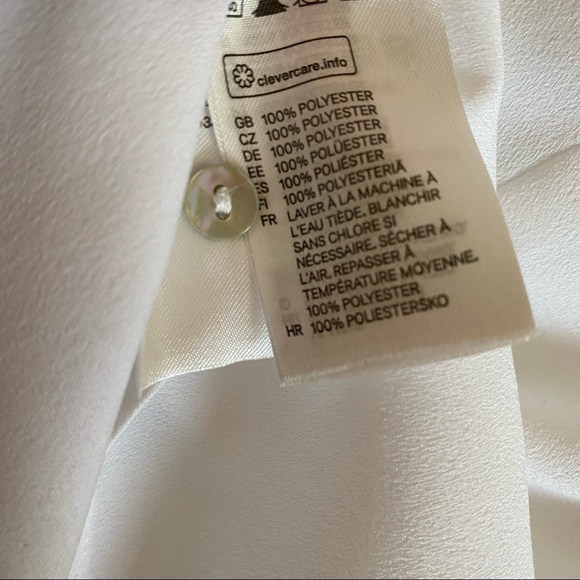 clevercare.info
GB 100% POLYESTER
CZ 100% POLYESTER
DE 100% POLYESTER
EE 100% POLÜESTER
ES 100% POLIÉSTER
FI 100% POLYESTERIÄ
FR LAVER À LA MACHINE À
L'EAU TIÈDE. BLANCHIR
SANS CHLORE SI
NÉCESSAIRE. SÉCHER À
L'AIR. REPASSER À
TEMPÉRATURE MOYENNE.
100% POLYESTER
HR 100% POLIESTERSKO